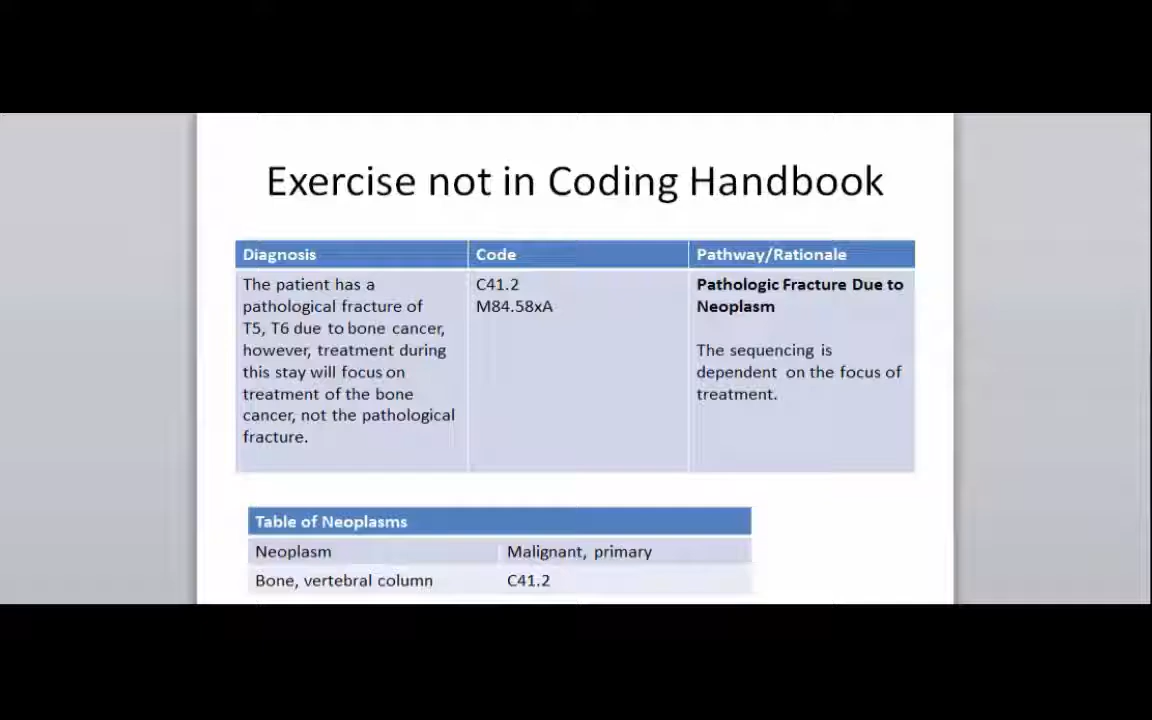 Exercise not in Coding Handbook
Diagnosis
Code
Pathway/Rationale
The patient has a
pathological fracture of
T5, T6 due to bone cancer,
however, treatment during
this stay will focus on
treatment of the bone
cancer, not the pathological
fracture.
C41.2
M84.58xA
Pathologic Fracture Due to
Neoplasm
The sequencing is
dependent on the focus of
treatment.
Table of Neoplasms
Neoplasm
Malignant, primary
Bone, vertebral column
C41.2